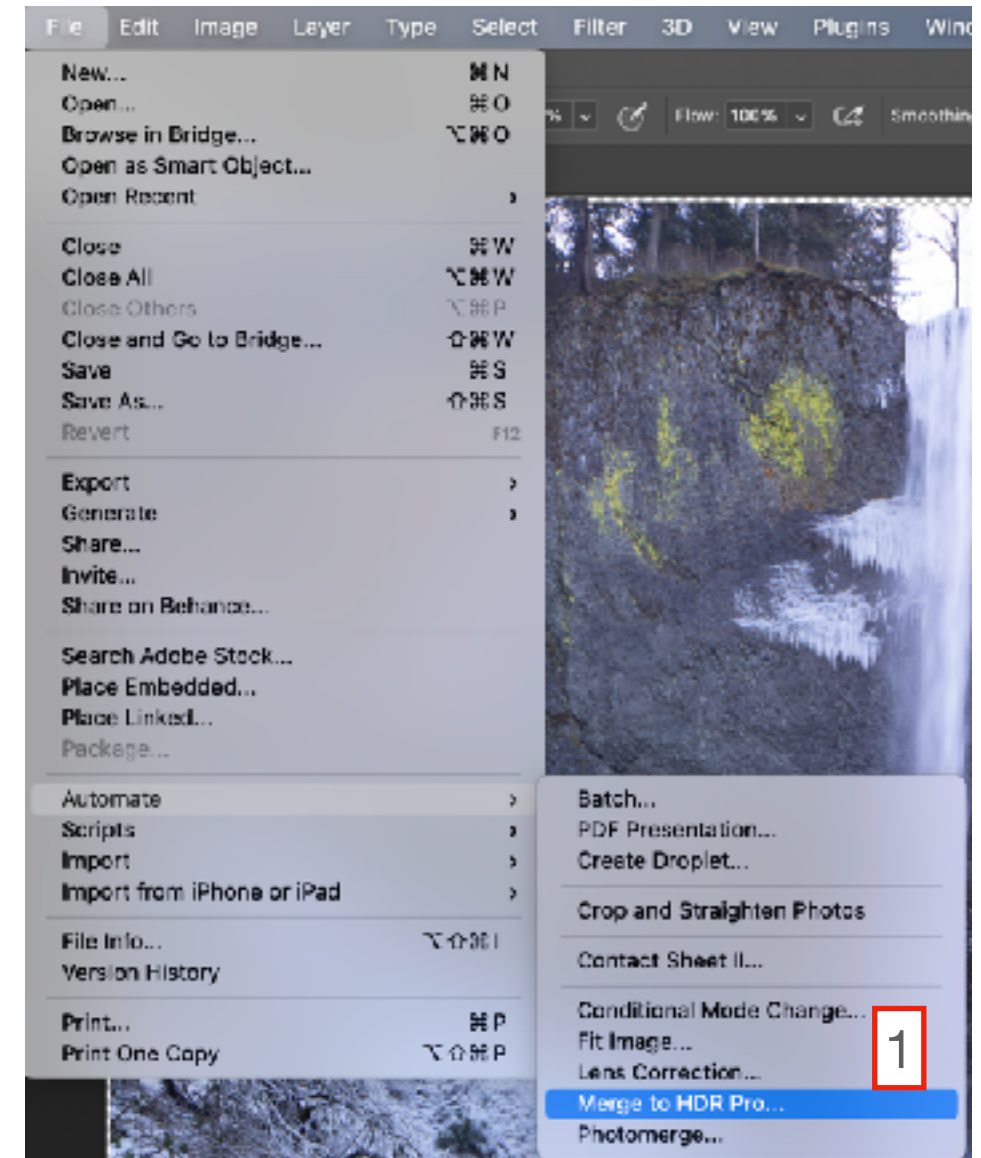 File Edit Image Layer Type Select Filter 3D View Plugins
New... ⌘ N
Open... ⌘ O
% Flow: 100% Smoothing
Browse in Bridge... ⌥ ⌘ O
Open as Smart Object...
Open Recent ›
Close ⌘ W
Close All ⌥ ⌘ W
Close Others ⌥ ⌘ P
Close and Go to Bridge... ⇧ ⌘ W
Save ⌘ S
Save As... ⇧ ⌘ S
Revert F12
Export ›
Generate ›
Share...
Invite...
Share on Behance...
Search Adobe Stock...
Place Embedded...
Place Linked...
Package...
Automate ›
Scripts ›
Import ›
Import from iPhone or iPad ›
File Info... ⌥ ⇧ ⌘ I
Version History
Print... ⌘ P
Print One Copy ⌥ ⇧ ⌘ P
Batch...
PDF Presentation...
Create Droplet...
Crop and Straighten Photos
Contact Sheet II...
Conditional Mode Change...
Fit Image...
Lens Correction...
Merge to HDR Pro...
Photomerge...
1